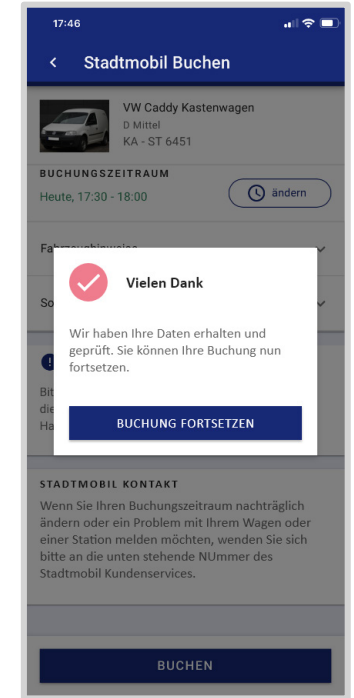 17:46
Stadtmobil Buchen
VW Caddy Kastenwagen
D Mittel
KA - ST 6451
BUCHUNGSZEITRAUM
Heute, 17:30 - 18:00
ändern
Vielen Dank
Wir haben Ihre Daten erhalten und
geprüft. Sie können Ihre Buchung nun
fortsetzen.
BUCHUNG FORTSETZEN
STADTMOBIL KONTAKT
Wenn Sie Ihren Buchungszeitraum nachträglich
ändern oder ein Problem mit Ihrem Wagen oder
einer Station melden möchten, wenden Sie sich
bitte an die unten stehende NUmmer des
Stadtmobil Kundenservices.
BUCHEN